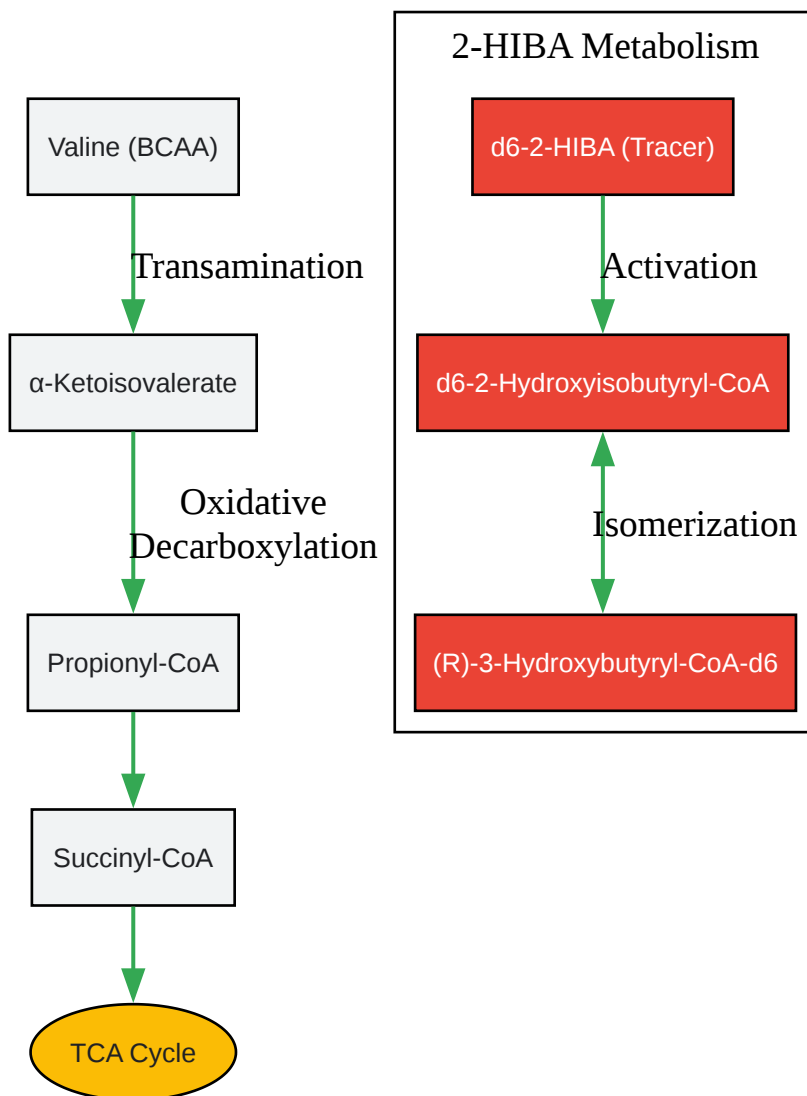 2-HIBA Metabolism
Valine (BCAA)
d6-2-HIBA (Tracer)
Transamination
Activation
α-Ketoisovalerate
d6-2-Hydroxyisobutyryl-CoA
Oxidative
Decarboxylation
Isomerization
Propionyl-CoA
(R)-3-Hydroxybutyryl-CoA-d6
Succinyl-CoA
TCA Cycle